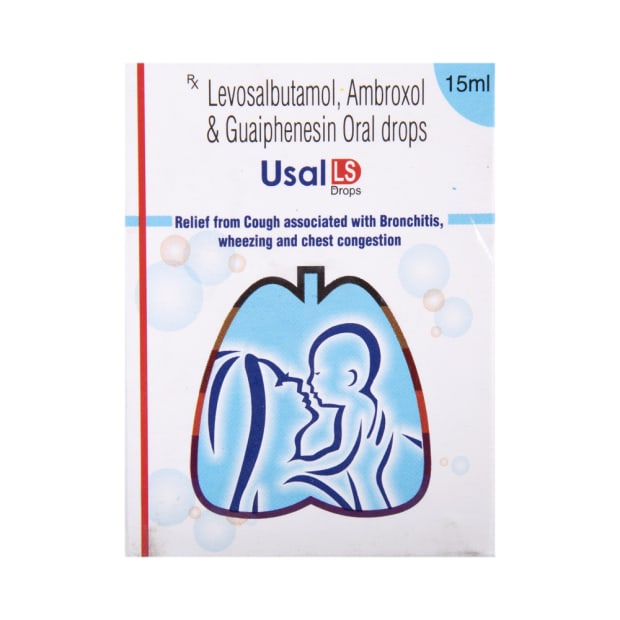 Rx Levosalbutamol, Ambroxol
& Guaiphenesin Oral drops
15ml
Usal LS
Drops
Relief from Cough associated with Bronchitis,
wheezing and chest congestion